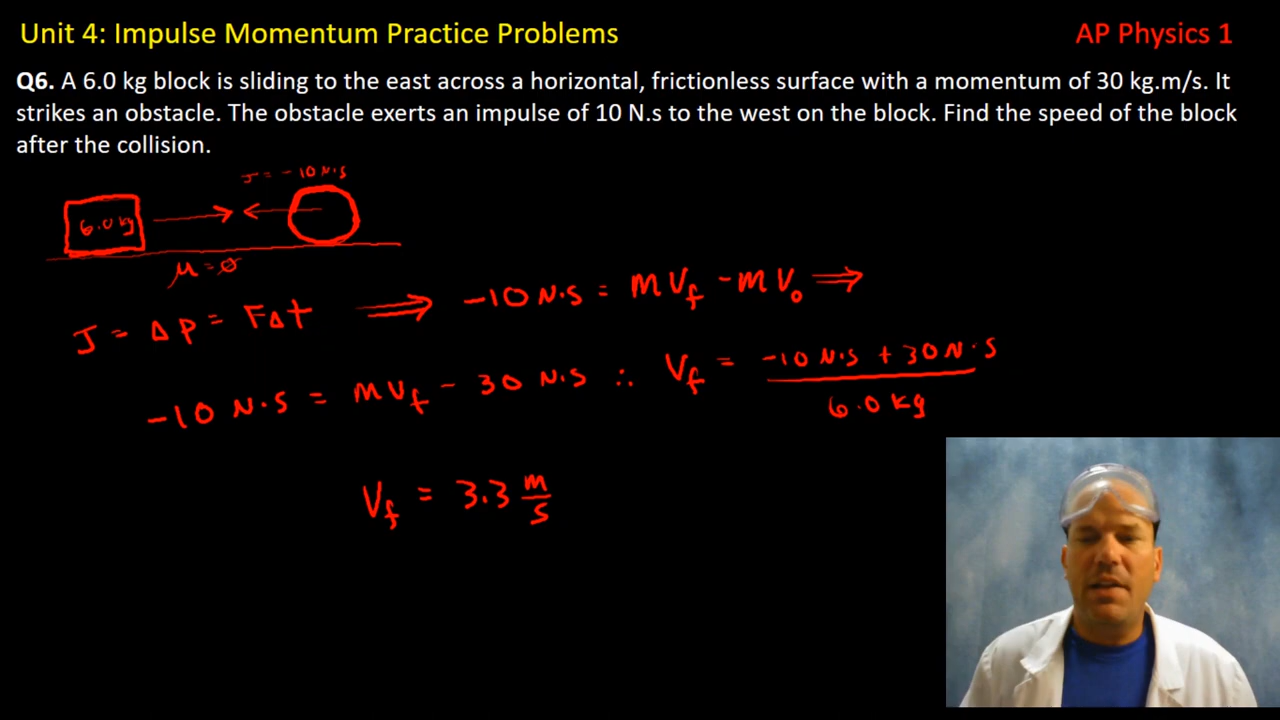 Unit 4: Impulse Momentum Practice Problems
AP Physics 1
Q6. A 6.0 kg block is sliding to the east across a horizontal, frictionless surface with a momentum of 30 kg.m/s. It
strikes an obstacle. The obstacle exerts an impulse of 10 N.s to the west on the block. Find the speed of the block
after the collision.
J = -10 N·s
6.0 kg
μ = ∅
J = Δp = FΔt ⟹ -10 N·s = mVf - mV₀ ⟹
-10 N·s = mVf - 30 N·s ∴ Vf = (-10 N·s + 30 N·s) / 6.0 kg
Vf = 3.3 m/s